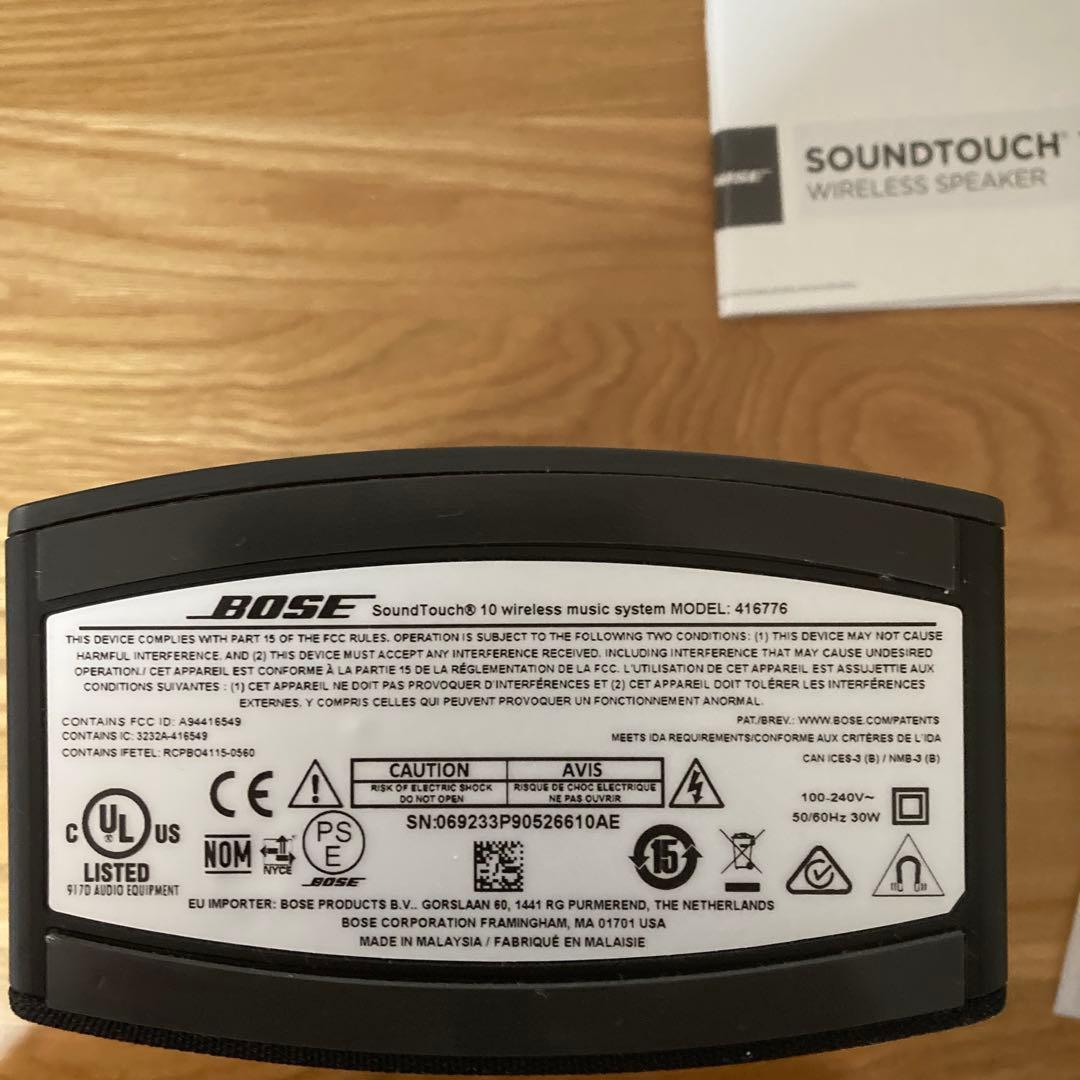 BOSE
SOUNDTOUCH®
WIRELESS SPEAKER
BOSE SoundTouch® 10 wireless music system MODEL: 416776
THIS DEVICE COMPLIES WITH PART 15 OF THE FCC RULES. OPERATION IS SUBJECT TO THE FOLLOWING TWO CONDITIONS: (1) THIS DEVICE MAY NOT CAUSE
HARMFUL INTERFERENCE, AND (2) THIS DEVICE MUST ACCEPT ANY INTERFERENCE RECEIVED, INCLUDING INTERFERENCE THAT MAY CAUSE UNDESIRED
OPERATION./ CET APPAREIL EST CONFORME À LA PARTIE 15 DE LA RÉGLEMENTATION DE LA FCC. L'UTILISATION DE CET APPAREIL EST ASSUJETTIE AUX
CONDITIONS SUIVANTES : (1) CET APPAREIL NE DOIT PAS PROVOQUER D'INTERFÉRENCES ET (2) CET APPAREIL DOIT TOLÉRER LES INTERFÉRENCES
EXTERNES, Y COMPRIS CELLES QUI PEUVENT PROVOQUER UN FONCTIONNEMENT ANORMAL.
CONTAINS FCC ID: A94416549
CONTAINS IC: 3232A-416549
CONTAINS IFETEL: RCPBO4115-0560
PAT./BREV.: WWW.BOSE.COM/PATENTS
MEETS IDA REQUIREMENTS/CONFORME AUX CRITÈRES DE L'IDA
CAN ICES-3 (B) / NMB-3 (B)
CE
CAUTION
RISK OF ELECTRIC SHOCK
DO NOT OPEN
AVIS
RISQUE DE CHOC ELECTRIQUE
NE PAS OUVRIR
100-240V~
50/60Hz 30W
C UL US
LISTED
917D AUDIO EQUIPMENT
NOM
NYCE
PS
E
BOSE
SN:069233P90526610AE
15
EU IMPORTER: BOSE PRODUCTS B.V.. GORSLAAN 60, 1441 RG PURMEREND, THE NETHERLANDS
BOSE CORPORATION FRAMINGHAM, MA 01701 USA
MADE IN MALAYSIA / FABRIQUÉ EN MALAISIE